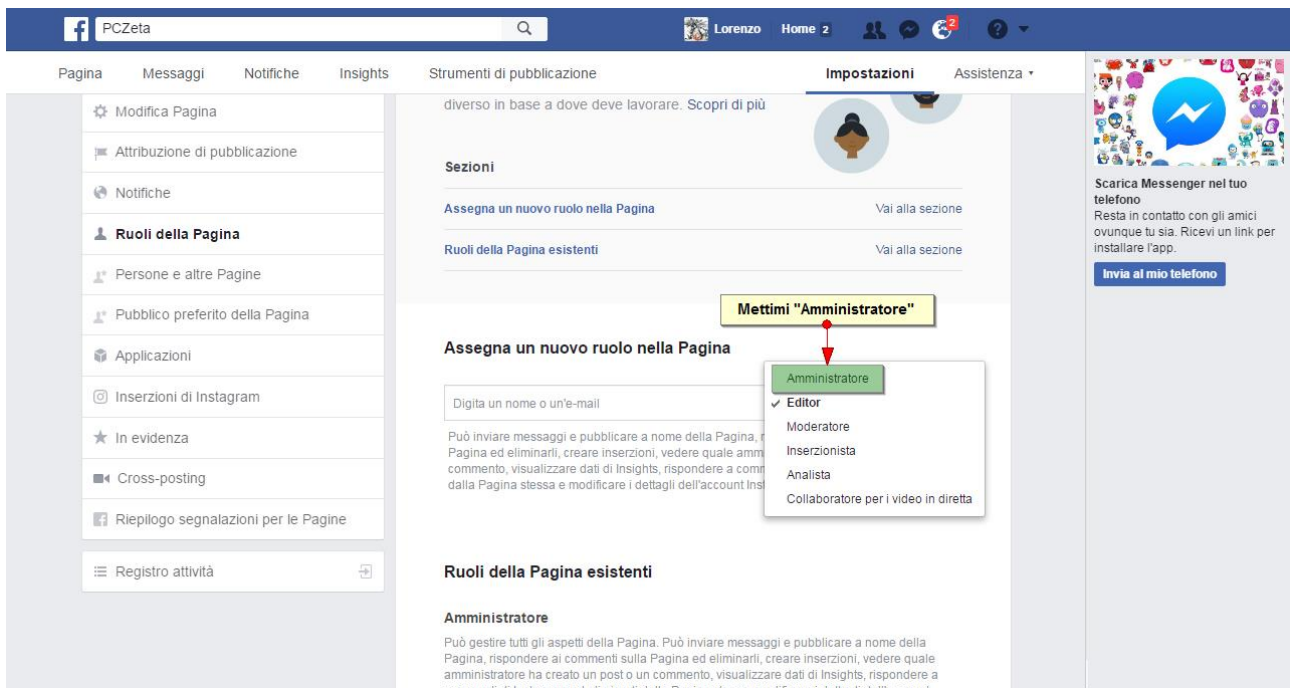 PCZeta
Lorenzo
Home 2
2
Pagina
Messaggi
Notifiche
Insights
Strumenti di pubblicazione
Impostazioni
Assistenza
Modifica Pagina
Attribuzione di pubblicazione
Notifiche
Ruoli della Pagina
Persone e altre Pagine
Pubblico preferito della Pagina
Applicazioni
Inserzioni di Instagram
In evidenza
Cross-posting
Riepilogo segnalazioni per le Pagine
Registro attività
diverso in base a dove deve lavorare. Scopri di più
Sezioni
Assegna un nuovo ruolo nella Pagina
Vai alla sezione
Ruoli della Pagina esistenti
Vai alla sezione
Mettimi "Amministratore"
Assegna un nuovo ruolo nella Pagina
Digita un nome o un'e-mail
Amministratore
Editor
Moderatore
Inserzionista
Analista
Collaboratore per i video in diretta
Può inviare messaggi e pubblicare a nome della Pagina,
Pagina ed eliminarli, creare inserzioni, vedere quale
commento, visualizzare dati di Insights, rispondere a
dalla Pagina stessa e modificare i dettagli dell'account
Ruoli della Pagina esistenti
Amministratore
Può gestire tutti gli aspetti della Pagina. Può inviare messaggi e pubblicare a nome della
Pagina, rispondere ai commenti sulla Pagina ed eliminarli, creare inserzioni, vedere quale
amministratore ha creato un post o un commento, visualizzare dati di Insights, rispondere a
Scarica Messenger nel tuo
telefono
Resta in contatto con gli amici
ovunque tu sia. Ricevi un link per
installare l'app.
Invia al mio telefono